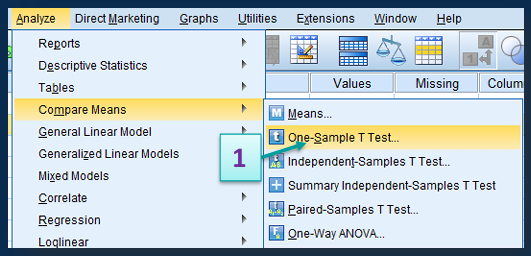 Analyze Direct Marketing Graphs Utilities Extensions Window Help
Reports
Descriptive Statistics
Tables
Compare Means
General Linear Model
Generalized Linear Models
Mixed Models
Correlate
Regression
Loglinear
1
Values Missing Colum
Means...
One-Sample T Test...
Independent-Samples T Test...
Summary Independent-Samples T Test
Paired-Samples T Test...
One-Way ANOVA...